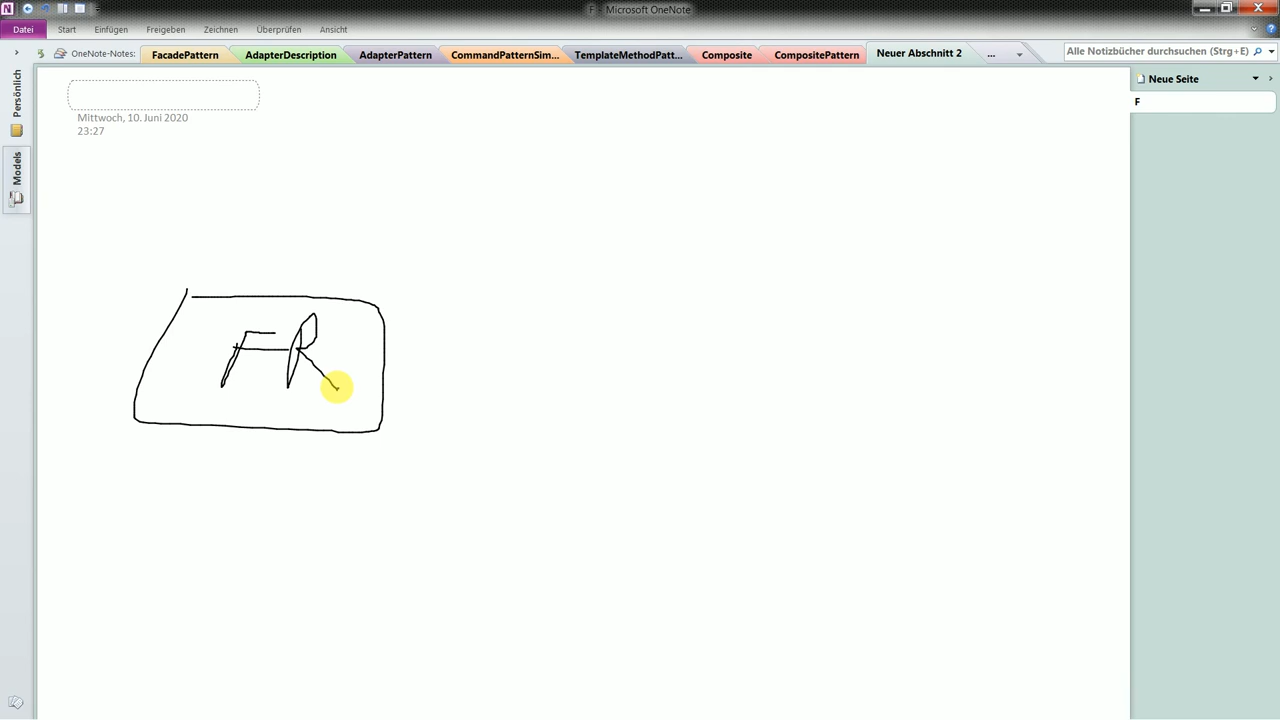 F - Microsoft OneNote
Datei Start Einfügen Freigeben Zeichnen Überprüfen Ansicht
OneNote-Notes: FacadePattern AdapterDescription AdapterPattern CommandPatternSim... TemplateMethodPatt... Composite CompositePattern Neuer Abschnitt 2 ... Alle Notizbücher durchsuchen (Strg+E)
Persönlich
Models
Neue Seite
F
Mittwoch, 10. Juni 2020
23:27
FR